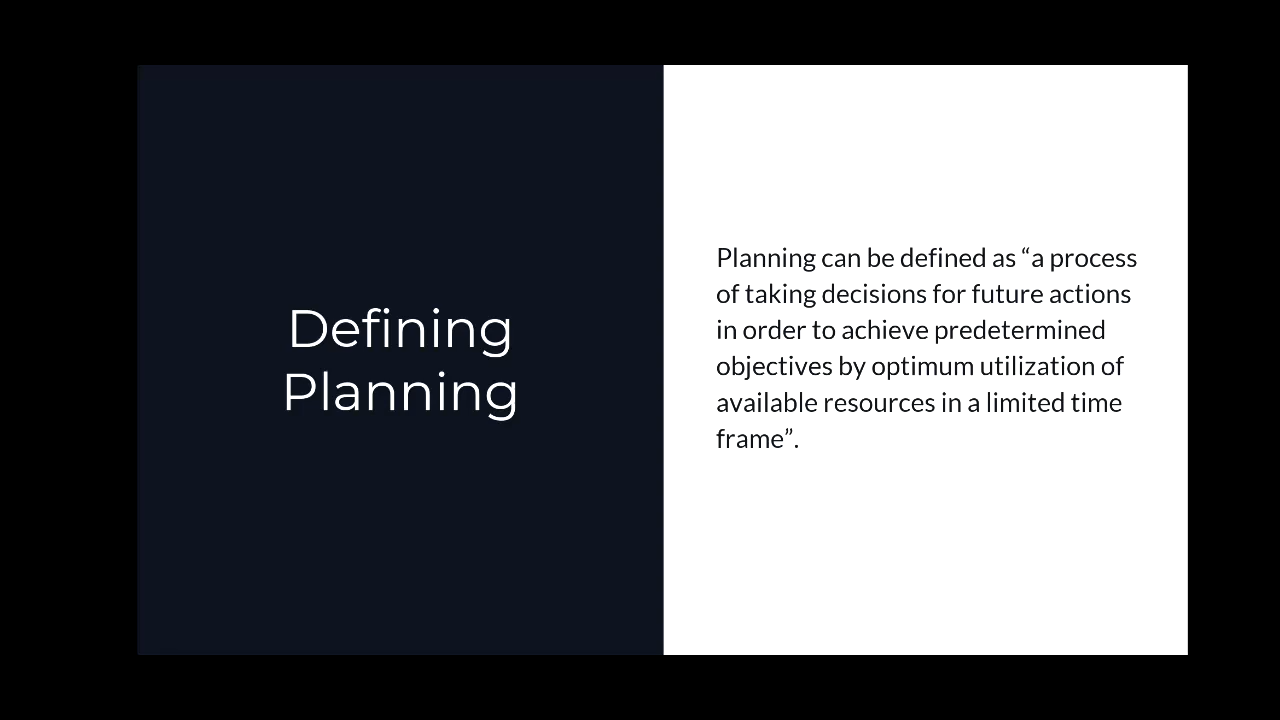 Defining
Planning
Planning can be defined as “a process
of taking decisions for future actions
in order to achieve predetermined
objectives by optimum utilization of
available resources in a limited time
frame”.